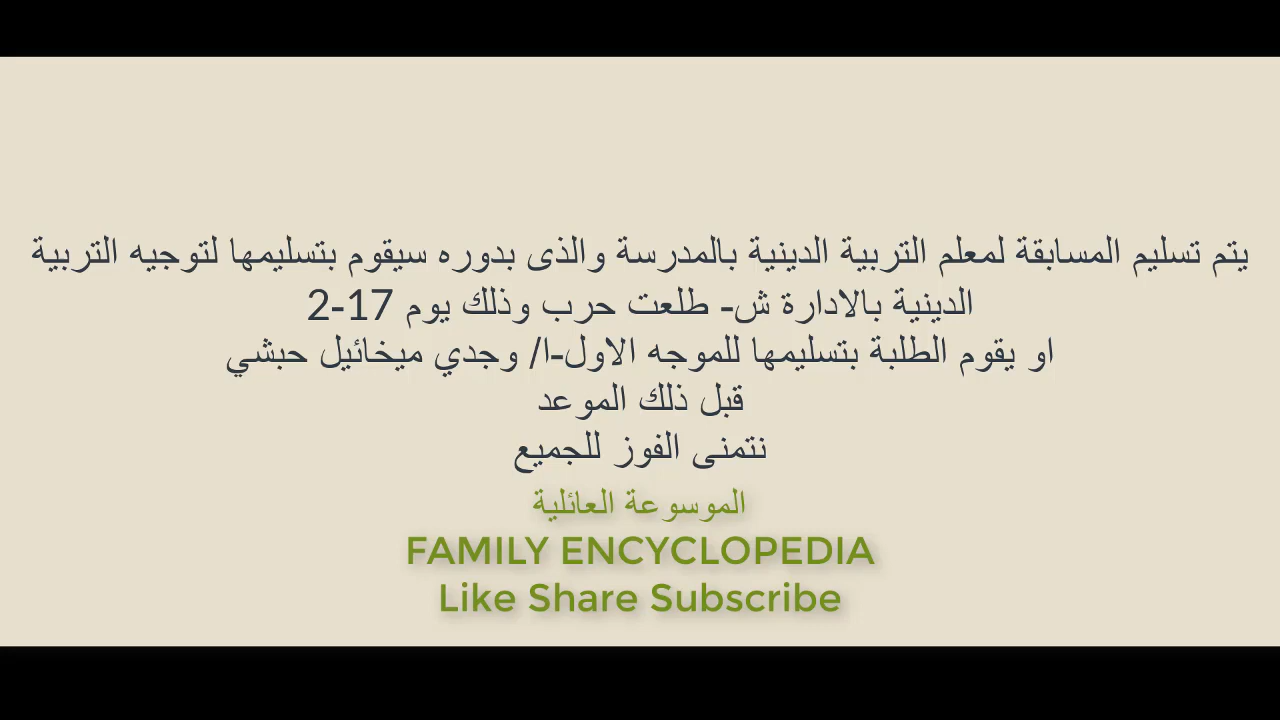 يتم تسليم المسابقة لمعلم التربية الدينية بالمدرسة والذى بدوره سيقوم بتسليمها لتوجيه التربية
الدينية بالادارة ش- طلعت حرب وذلك يوم 17-2
او يقوم الطلبة بتسليمها للموجه الاول-ا/ وجدي ميخائيل حبشي
قبل ذلك الموعد
نتمنى الفوز للجميع
الموسوعة العائلية
FAMILY ENCYCLOPEDIA
Like Share Subscribe